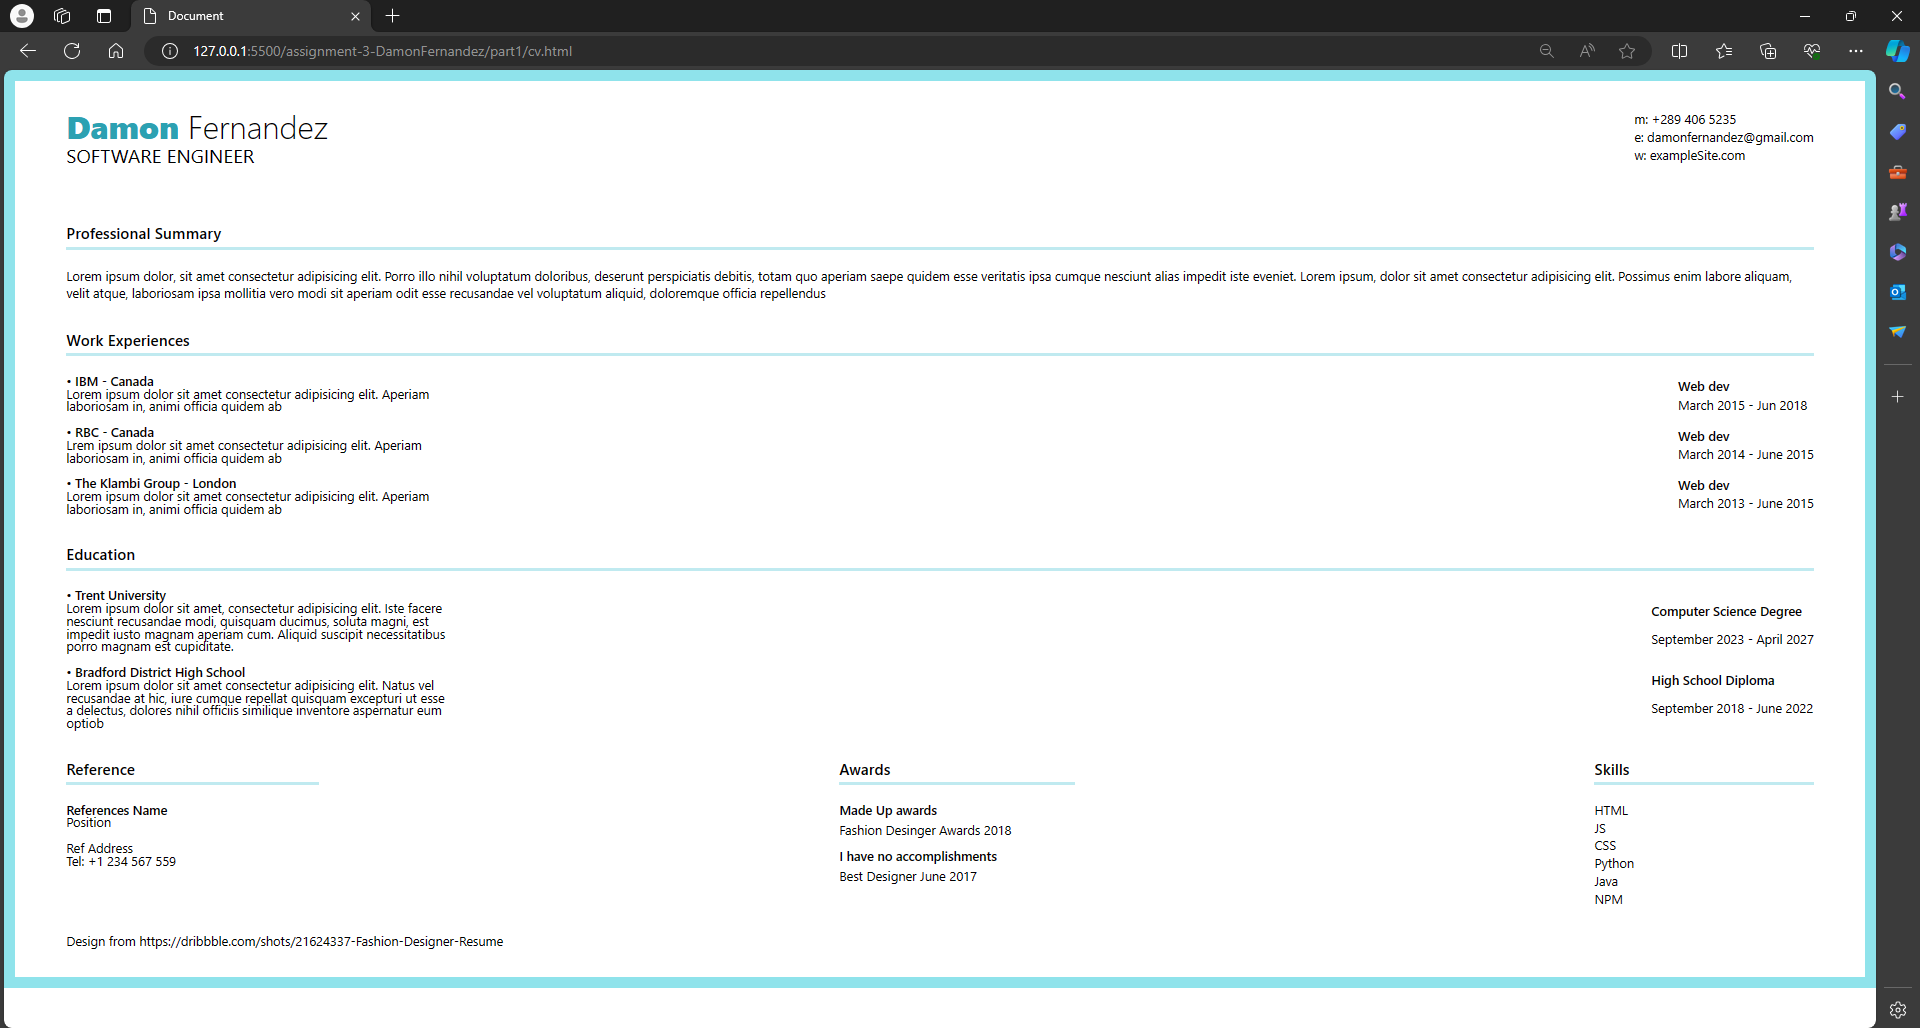 Document
127.0.0.1:5500/assignment-3-DamonFernandez/part1/cv.html
Damon Fernandez
SOFTWARE ENGINEER
m: +289 406 5235
e: damonfernandez@gmail.com
w: exampleSite.com
Professional Summary
Lorem ipsum dolor, sit amet consectetur adipisicing elit. Porro illo nihil voluptatum doloribus, deserunt perspiciatis debitis, totam quo aperiam saepe quidem esse veritatis ipsa cumque nesciunt alias impedit iste eveniet. Lorem ipsum, dolor sit amet consectetur adipisicing elit. Possimus enim labore aliquam,
velit atque, laboriosam ipsa mollitia vero modi sit aperiam odit esse recusandae vel voluptatum aliquid, doloremque officia repellendus
Work Experiences
• IBM - Canada
Lorem ipsum dolor sit amet consectetur adipisicing elit. Aperiam
laboriosam in, animi officia quidem ab
Web dev
March 2015 - Jun 2018
• RBC - Canada
Lrem ipsum dolor sit amet consectetur adipisicing elit. Aperiam
laboriosam in, animi officia quidem ab
Web dev
March 2014 - June 2015
• The Klambi Group - London
Lorem ipsum dolor sit amet consectetur adipisicing elit. Aperiam
laboriosam in, animi officia quidem ab
Web dev
March 2013 - June 2015
Education
• Trent University
Lorem ipsum dolor sit amet, consectetur adipisicing elit. Iste facere
nesciunt recusandae modi, quisquam ducimus, soluta magni, est
impedit iusto magnam aperiam cum. Aliquid suscipit necessitatibus
porro magnam est cupiditate.
Computer Science Degree
September 2023 - April 2027
• Bradford District High School
Lorem ipsum dolor sit amet consectetur adipisicing elit. Natus vel
recusandae at hic, iure cumque repellat quisquam excepturi ut esse
a delectus, dolores nihil officiis similique inventore aspernatur eum
optiob
High School Diploma
September 2018 - June 2022
Reference
References Name
Position
Ref Address
Tel: +1 234 567 559
Awards
Made Up awards
Fashion Desinger Awards 2018
I have no accomplishments
Best Designer June 2017
Skills
HTML
JS
CSS
Python
Java
NPM
Design from https://dribbble.com/shots/21624337-Fashion-Designer-Resume